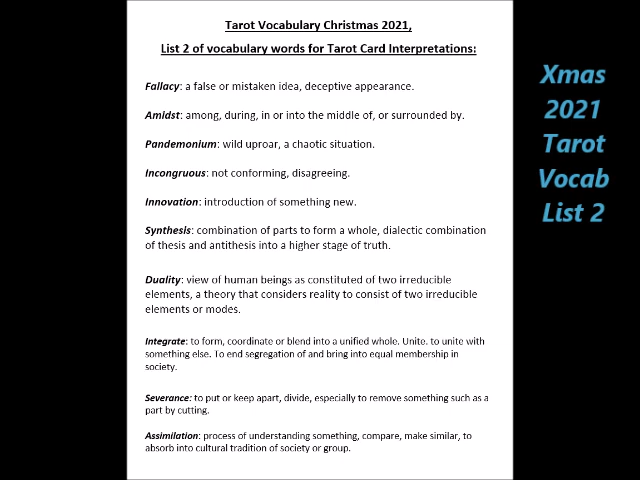 Tarot Vocabulary Christmas 2021,
List 2 of vocabulary words for Tarot Card Interpretations:
Fallacy: a false or mistaken idea, deceptive appearance.
Amidst: among, during, in or into the middle of, or surrounded by.
Pandemonium: wild uproar, a chaotic situation.
Incongruous: not conforming, disagreeing.
Innovation: introduction of something new.
Synthesis: combination of parts to form a whole, dialectic combination
of thesis and antithesis into a higher stage of truth.
Duality: view of human beings as constituted of two irreducible
elements, a theory that considers reality to consist of two irreducible
elements or modes.
Integrate: to form, coordinate or blend into a unified whole. Unite. to unite with
something else. To end segregation of and bring into equal membership in
society.
Severance: to put or keep apart, divide, especially to remove something such as a
part by cutting.
Assimilation: process of understanding something, compare, make similar, to
absorb into cultural tradition of society or group.
Xmas
2021
Tarot
Vocab
List 2